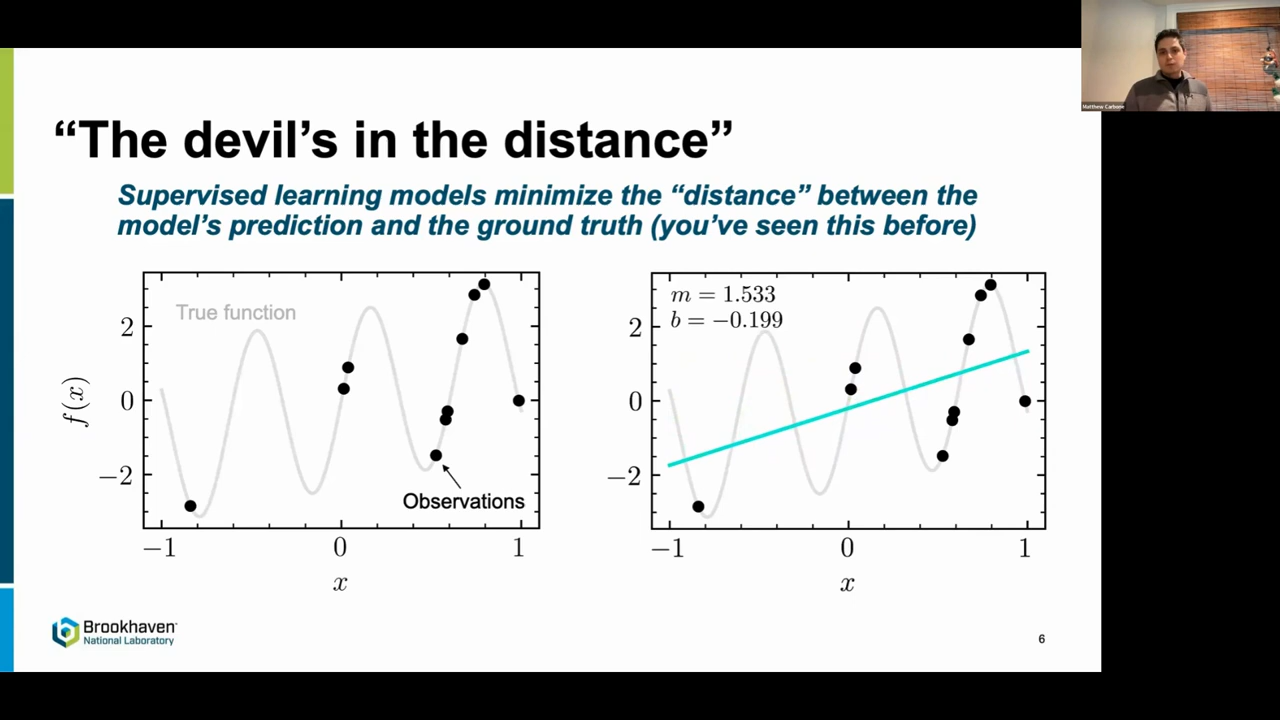 Matthew Carbone
“The devil’s in the distance”
Supervised learning models minimize the “distance” between the
model’s prediction and the ground truth (you’ve seen this before)
True function
2
0
−2
f(x)
Observations
−1
0
1
x
m = 1.533
b = −0.199
2
0
−2
−1
0
1
x
Brookhaven
National Laboratory
6